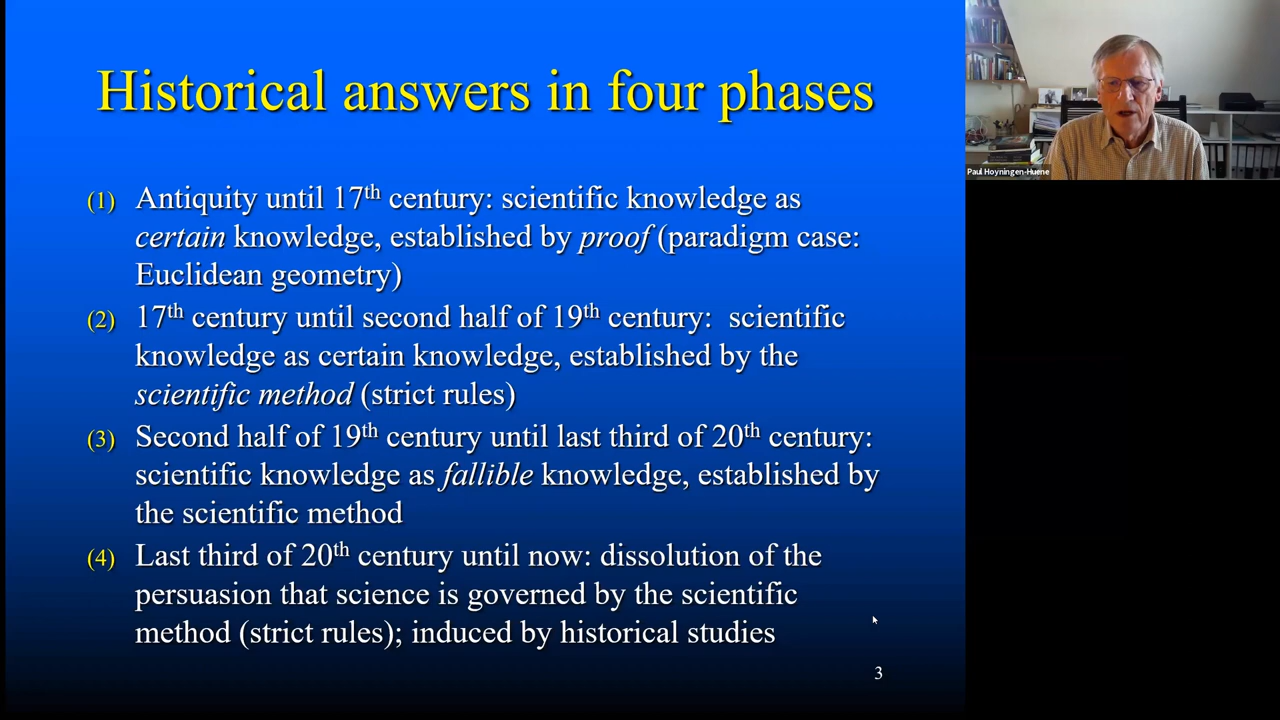 Historical answers in four phases
(1) Antiquity until 17th century: scientific knowledge as
certain knowledge, established by proof (paradigm case:
Euclidean geometry)
(2) 17th century until second half of 19th century: scientific
knowledge as certain knowledge, established by the
scientific method (strict rules)
(3) Second half of 19th century until last third of 20th century:
scientific knowledge as fallible knowledge, established by
the scientific method
(4) Last third of 20th century until now: dissolution of the
persuasion that science is governed by the scientific
method (strict rules); induced by historical studies
3
Paul Hoyningen-Huene